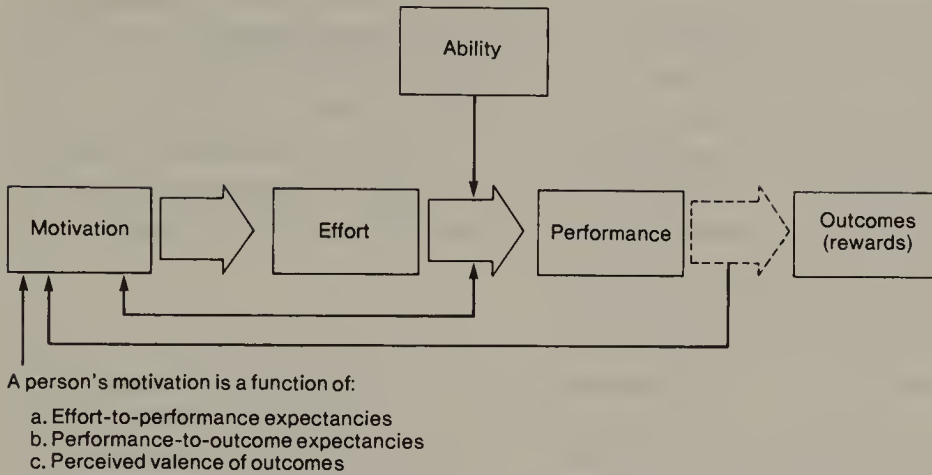 Ability
Motivation
Effort
Performance
Outcomes
(rewards)
A person's motivation is a function of:
a. Effort-to-performance expectancies
b. Performance-to-outcome expectancies
c. Perceived valence of outcomes